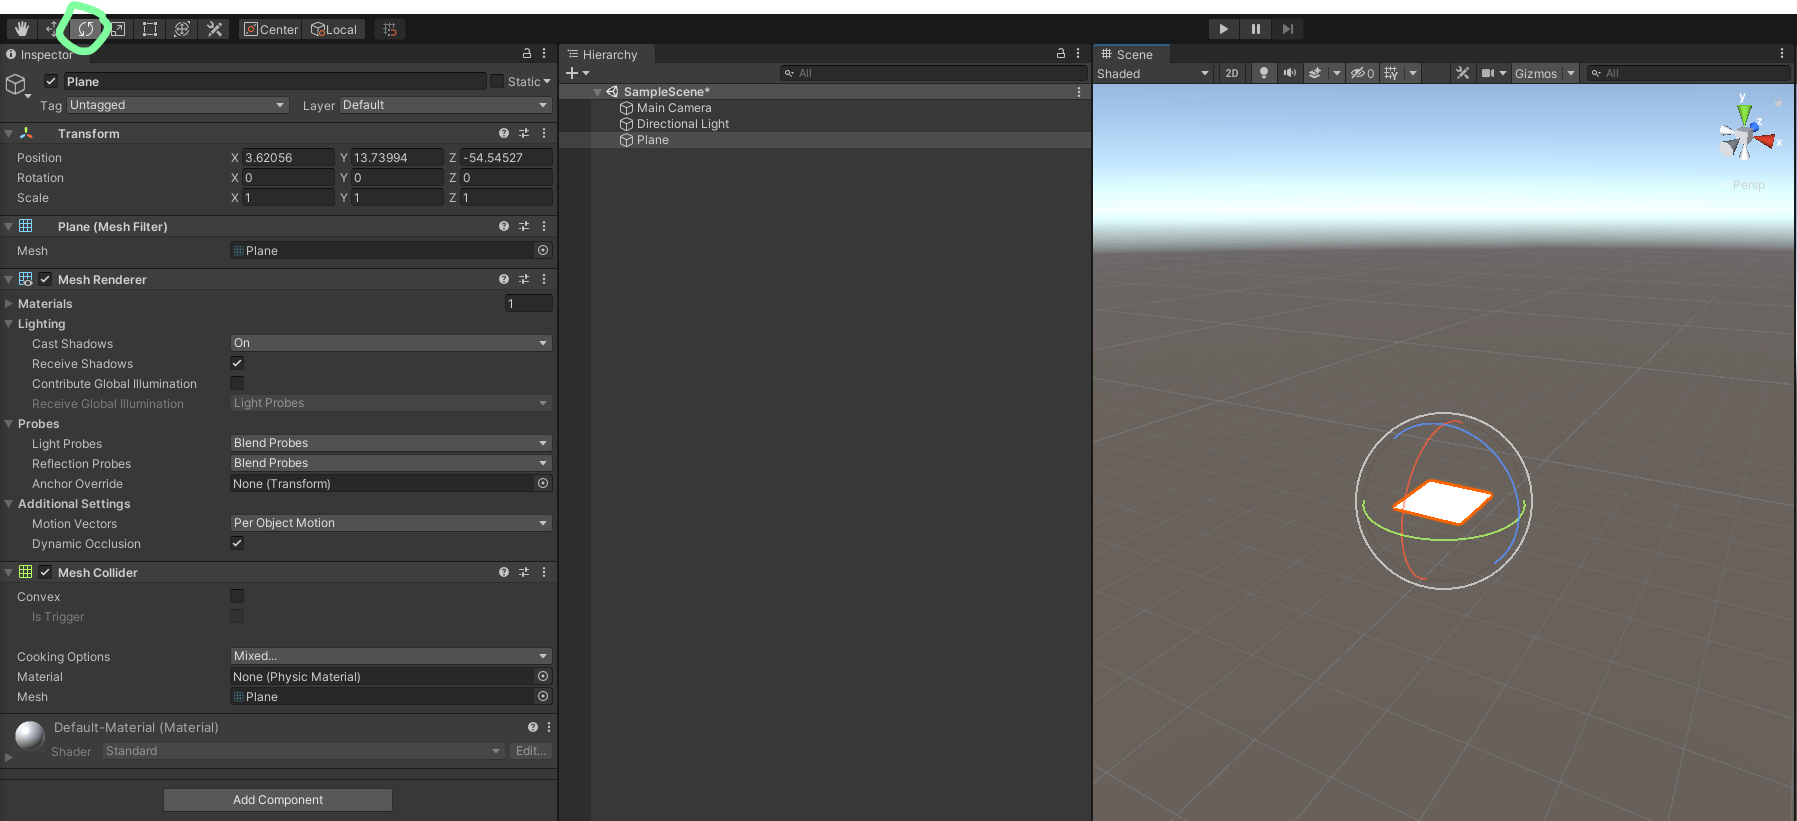 Center Local
Inspector
Plane Static
Tag Untagged Layer Default
Transform
Position X 3.62056 Y 13.73994 Z -54.54527
Rotation X 0 Y 0 Z 0
Scale X 1 Y 1 Z 1
Plane (Mesh Filter)
Mesh Plane
Mesh Renderer
Materials 1
Lighting
Cast Shadows On
Receive Shadows
Contribute Global Illumination
Receive Global Illumination Light Probes
Probes
Light Probes Blend Probes
Reflection Probes Blend Probes
Anchor Override None (Transform)
Additional Settings
Motion Vectors Per Object Motion
Dynamic Occlusion
Mesh Collider
Convex
Is Trigger
Cooking Options Mixed...
Material None (Physic Material)
Mesh Plane
Default-Material (Material)
Shader Standard Edit...
Add Component
Hierarchy
All
SampleScene*
Main Camera
Directional Light
Plane
Scene
Shaded 2D 0 Gizmos All
y
z
x
Persp